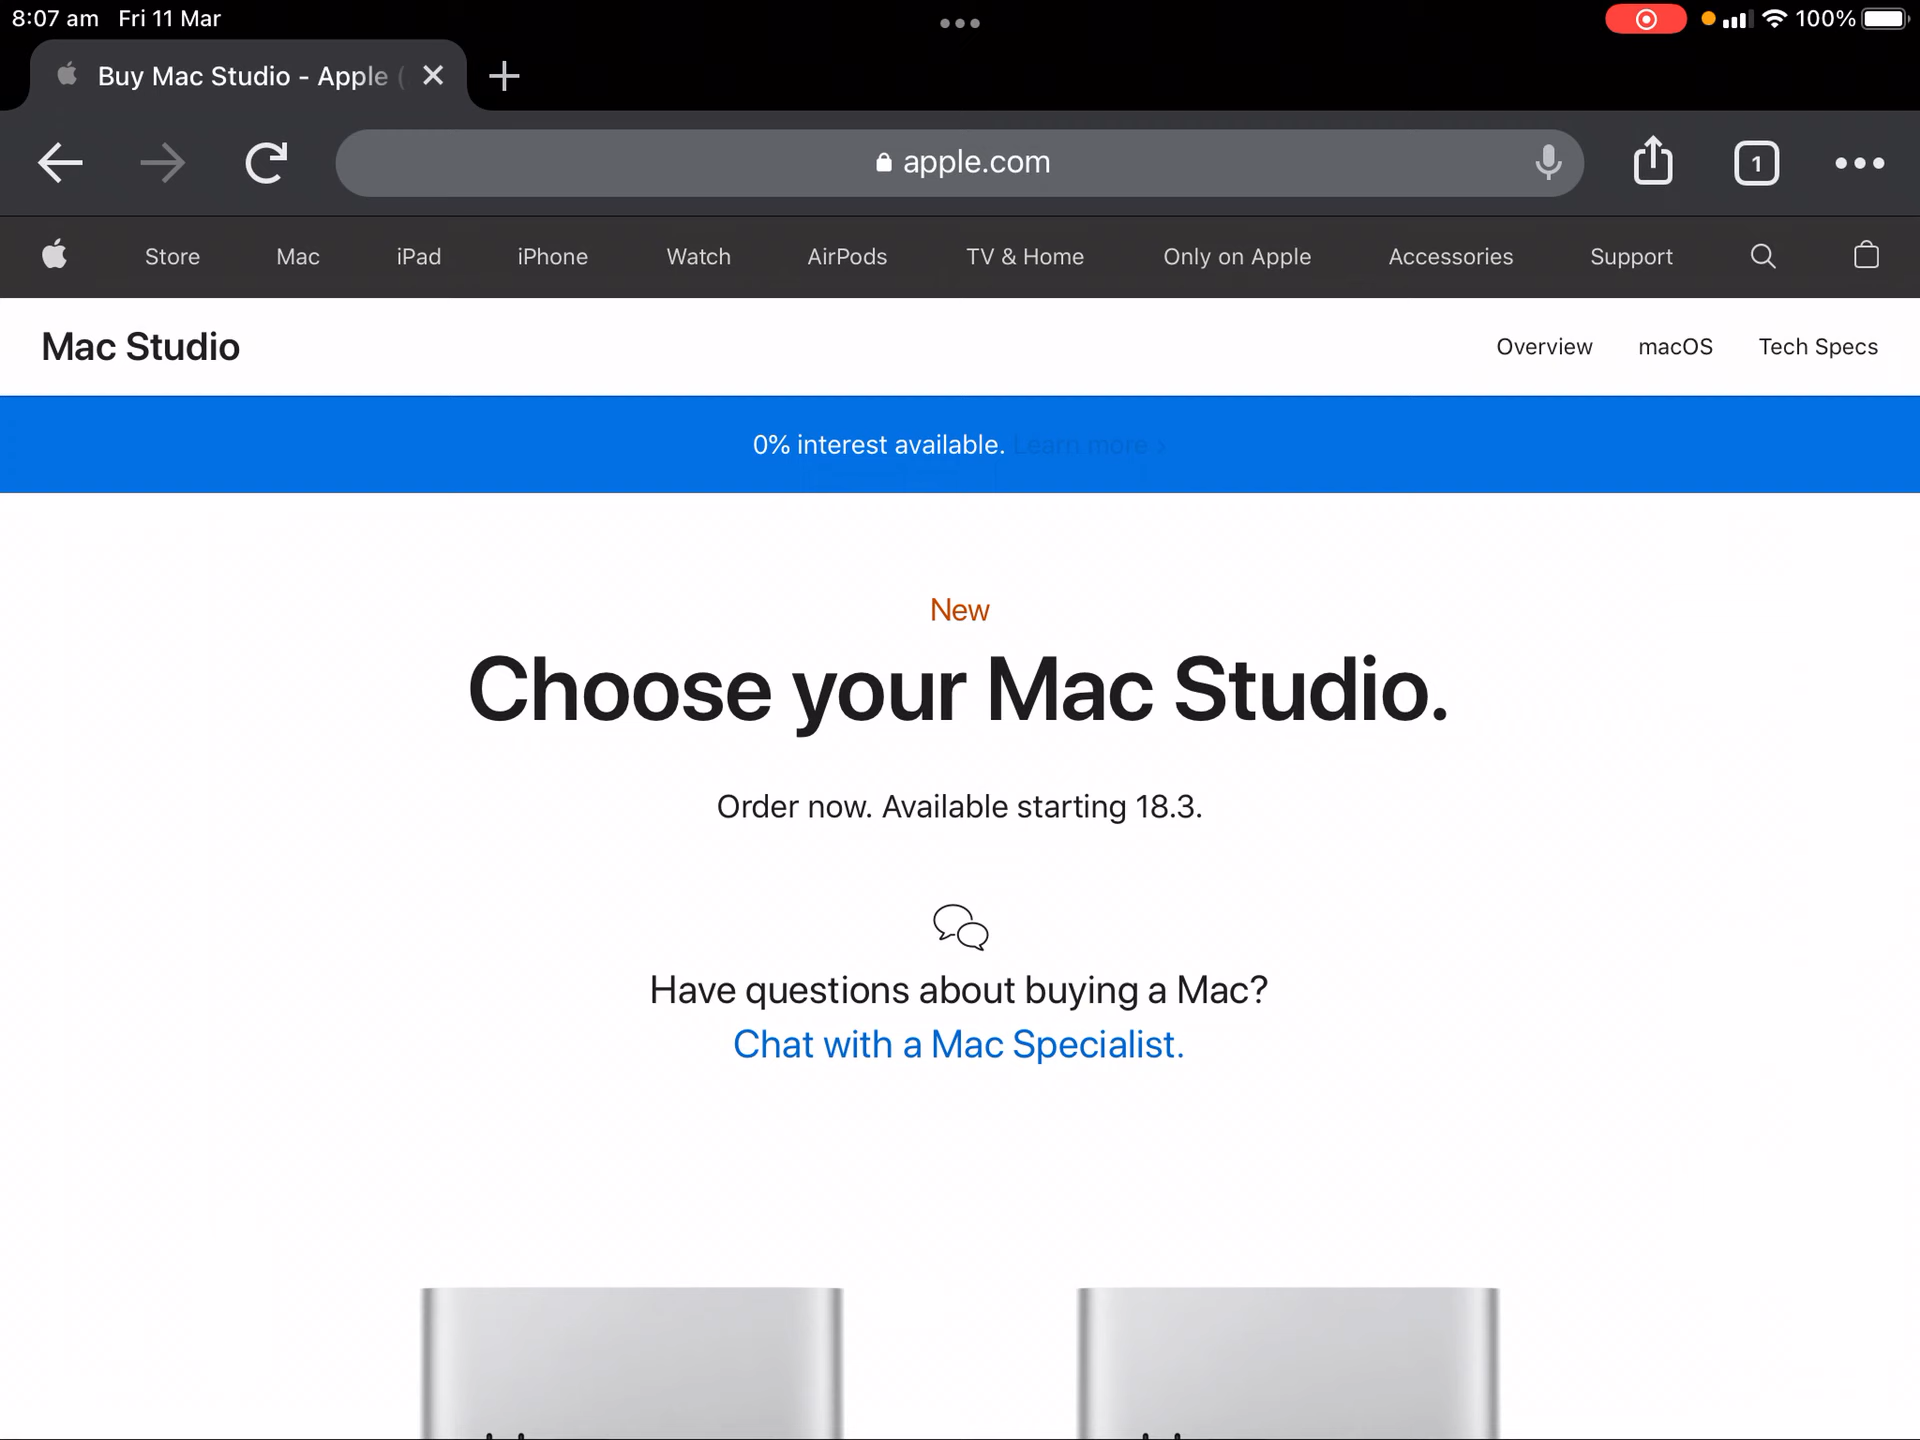 8:07 am Fri 11 Mar
100%
Buy Mac Studio - Apple (
apple.com
1
Store Mac iPad iPhone Watch AirPods TV & Home Only on Apple Accessories Support
Mac Studio
Overview macOS Tech Specs
0% interest available. Learn more >
New
Choose your Mac Studio.
Order now. Available starting 18.3.
Have questions about buying a Mac?
Chat with a Mac Specialist.